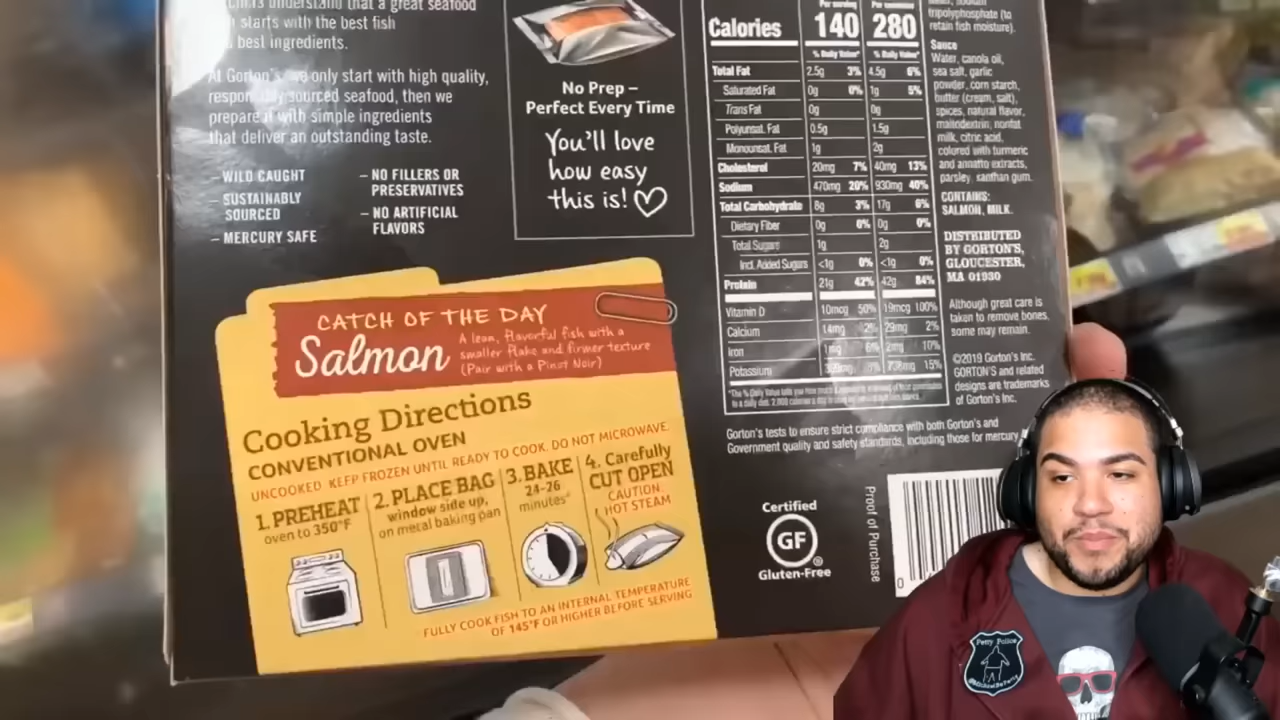 understand that a great seafood
starts with the best fish
best ingredients.
At Gorton's, we only start with high quality,
responsibly sourced seafood, then we
prepare it with simple ingredients
that deliver an outstanding taste.
– WILD CAUGHT
– SUSTAINABLY
SOURCED
– MERCURY SAFE
– NO FILLERS OR
PRESERVATIVES
– NO ARTIFICIAL
FLAVORS
No Prep –
Perfect Every Time
You'll love
how easy
this is!
CATCH OF THE DAY
Salmon
A lean, flavorful fish with a
smaller flake and firmer texture
(Pair with a Pinot Noir)
Cooking Directions
CONVENTIONAL OVEN
UNCOOKED. KEEP FROZEN UNTIL READY TO COOK. DO NOT MICROWAVE.
1. PREHEAT
oven to 350°F
2. PLACE BAG
window side up,
on metal baking pan
3. BAKE
24-26
minutes*
4. Carefully
CUT OPEN
CAUTION:
HOT STEAM
FULLY COOK FISH TO AN INTERNAL TEMPERATURE
OF 145°F OR HIGHER BEFORE SERVING
Per serving
Calories 140 280
% Daily Value* % Daily Value*
Total Fat 2.5g 3% 4.5g 6%
Saturated Fat 0g 0% 1g 5%
Trans Fat 0g 0g
Polyunsat. Fat 0.5g 1.5g
Monounsat. Fat 1g 2g
Cholesterol 20mg 7% 40mg 13%
Sodium 470mg 20% 930mg 40%
Total Carbohydrate 8g 3% 17g 6%
Dietary Fiber 0g 0% 0g 0%
Total Sugars 1g 2g
Incl. Added Sugars <1g 0% <1g 0%
Protein 21g 42% 42g 84%
Vitamin D 10mcg 50% 19mcg 100%
Calcium 14mg 2% 29mg 2%
Iron 1mg 6% 2mg 10%
Potassium 15%
tripolyphosphate (to
retain fish moisture).
Sauce
Water, canola oil,
sea salt, garlic
powder, corn starch,
butter (cream, salt),
spices, natural flavor,
maltodextrin, nonfat
milk, citric acid,
colored with turmeric
and annatto extracts,
parsley, xanthan gum.
CONTAINS:
SALMON, MILK.
DISTRIBUTED
BY GORTON'S,
GLOUCESTER,
MA 01930
Although great care is
taken to remove bones,
some may remain.
©2019 Gorton's Inc.
GORTON'S and related
designs are trademarks
of Gorton's Inc.
Gorton's tests to ensure strict compliance with both Gorton's and
Government quality and safety standards, including those for mercury
Certified
GF
®
Gluten-Free
Proof of Purchase
0
Petty Police